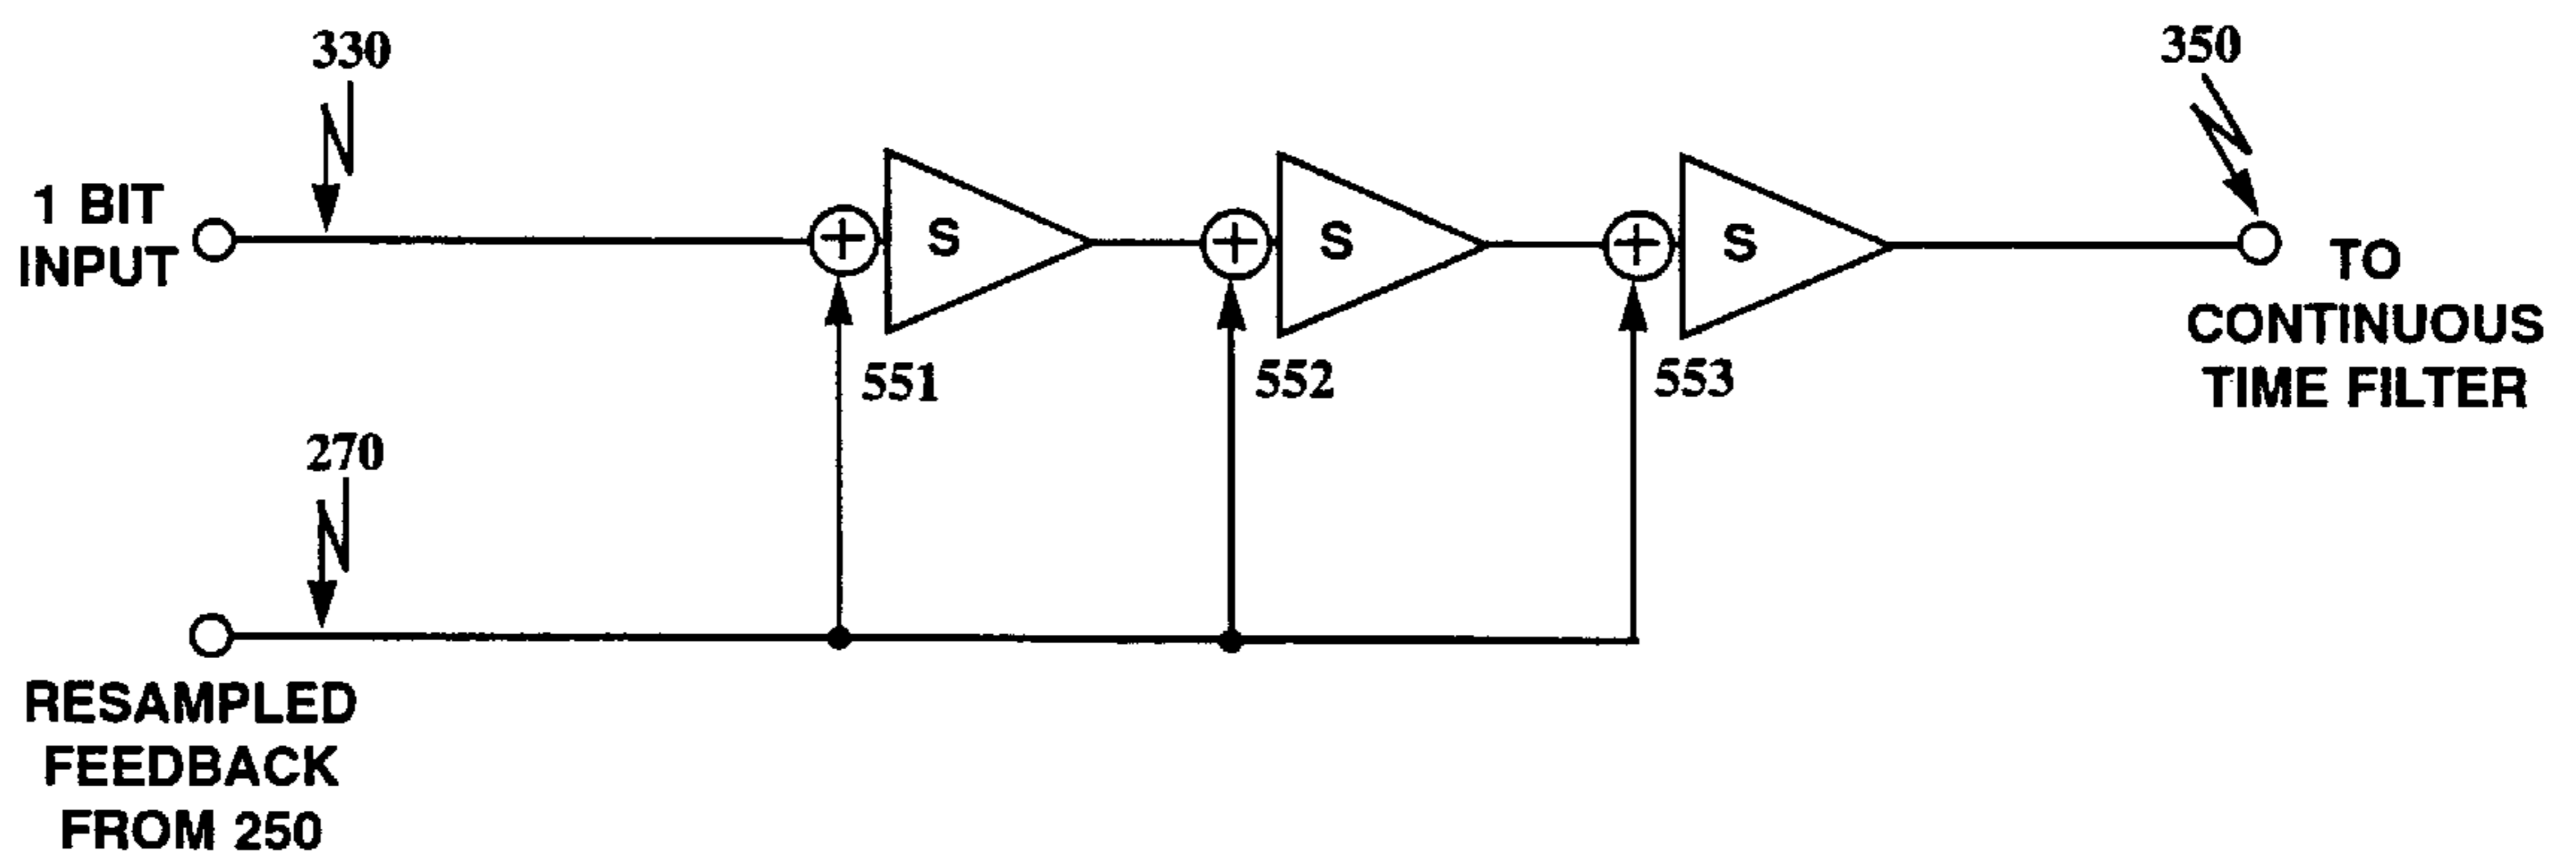 330
350
1 BIT
INPUT
+
S
+
S
+
S
TO
CONTINUOUS
TIME FILTER
551
552
553
270
RESAMPLED
FEEDBACK
FROM 250